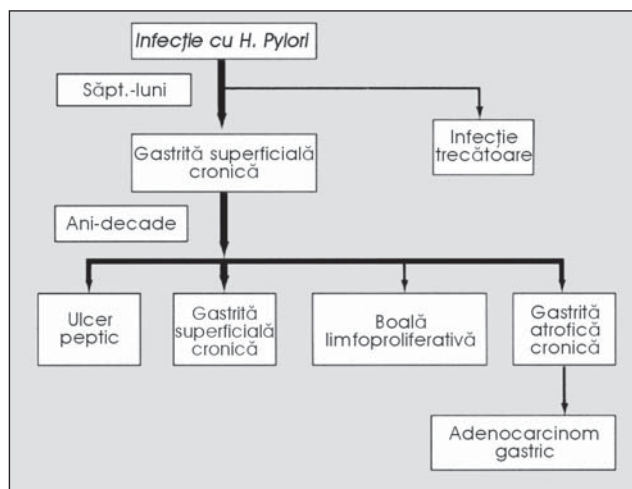 Infecție cu H. Pylori
Săpt.-luni
Gastrită superficială
cronică
Infecție
trecătoare
Ani-decade
Ulcer
peptic
Gastrită
superficială
cronică
Boală
limfoproliferativă
Gastrită
atrofică
cronică
Adenocarcinom
gastric